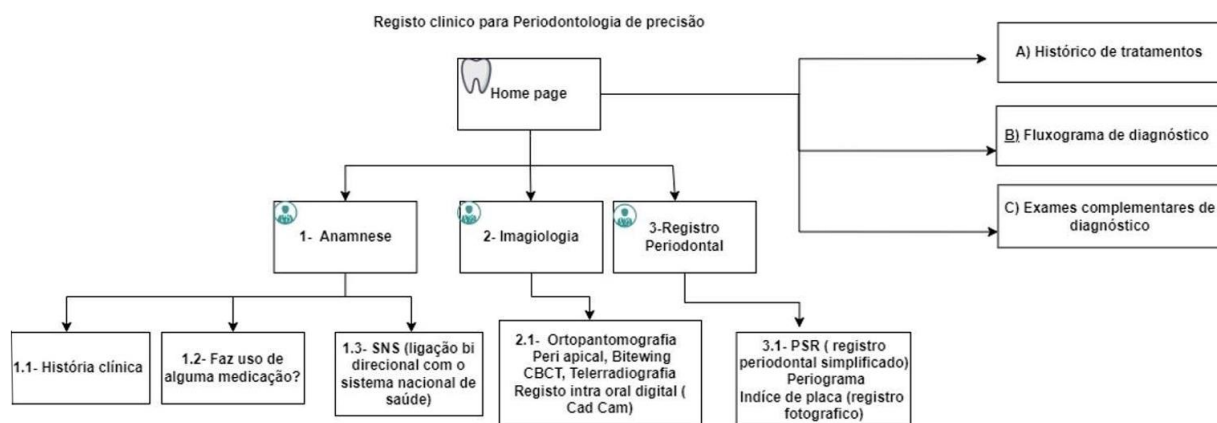 Registo clinico para Periodontologia de precisão
Home page
A) Histórico de tratamentos
B) Fluxograma de diagnóstico
C) Exames complementares de
diagnóstico
1- Anamnese
2- Imagiologia
3-Registro
Periodontal
1.1- História clínica
1.2- Faz uso de
alguma medicação?
1.3- SNS (ligação bi
direcional com o
sistema nacional de
saúde)
2.1- Ortopantomografia
Peri apical, Bitewing
CBCT, Telerradiografia
Registo intra oral digital (
Cad Cam)
3.1- PSR ( registro
periodontal simplificado)
Periograma
Indíce de placa (registro
fotografico)